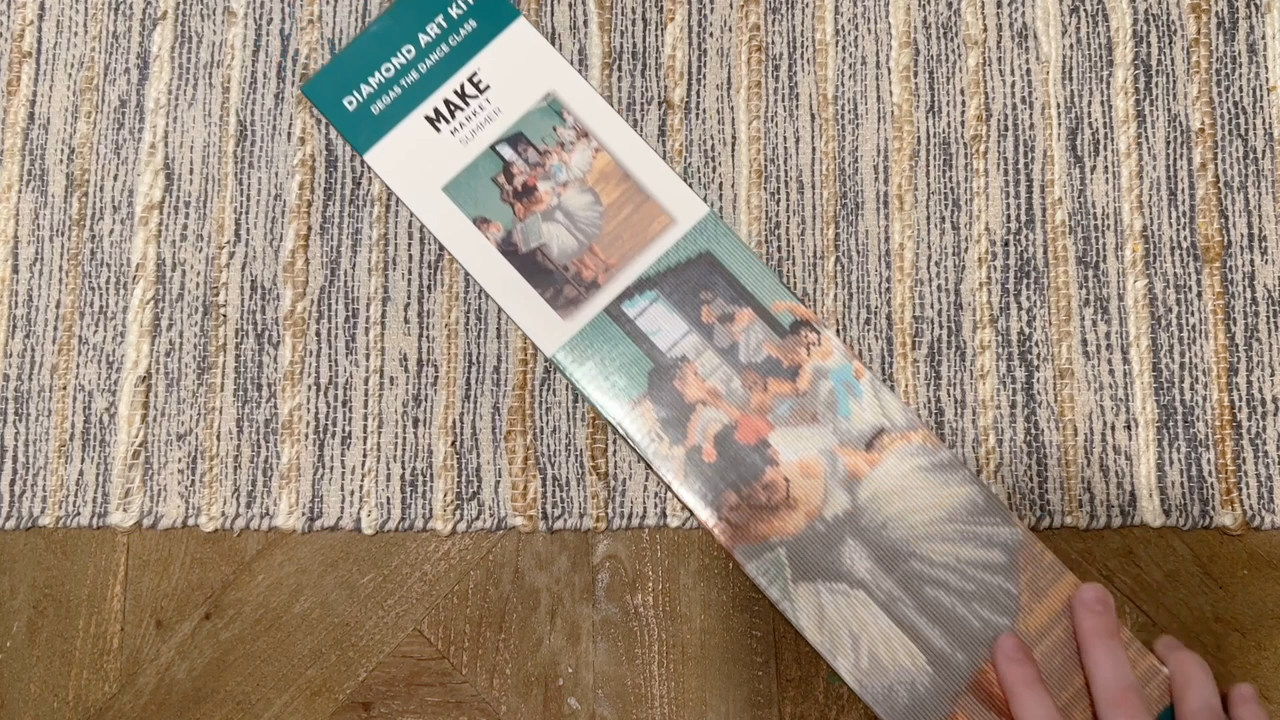 DIAMOND ART KIT
DEGAS THE DANCE CLASS
MAKE
MARKET
SUMMER